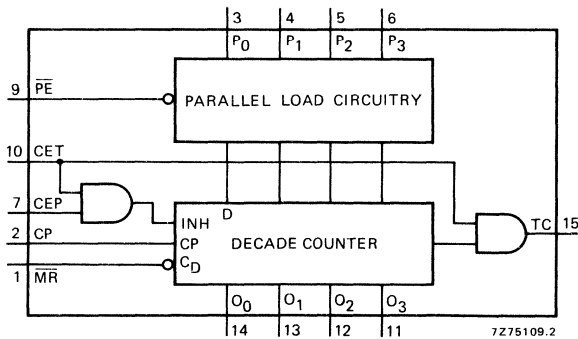 3 4 5 6
P0 P1 P2 P3
9 PE
PARALLEL LOAD CIRCUITRY
10 CET
7 CEP
2 CP
1 MR
D
INH
CP
CD
DECADE COUNTER
TC 15
O0 O1 O2 O3
14 13 12 11
7Z75109.2